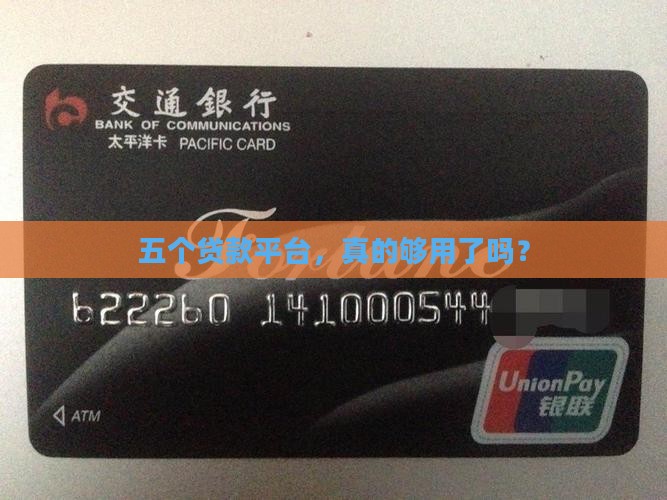 交通銀行
BANK OF COMMUNICATIONS
太平洋卡 PACIFIC CARD
Fortune
五个贷款平台，真的够用了吗？
622260 141000544
UnionPay
银联
ATM